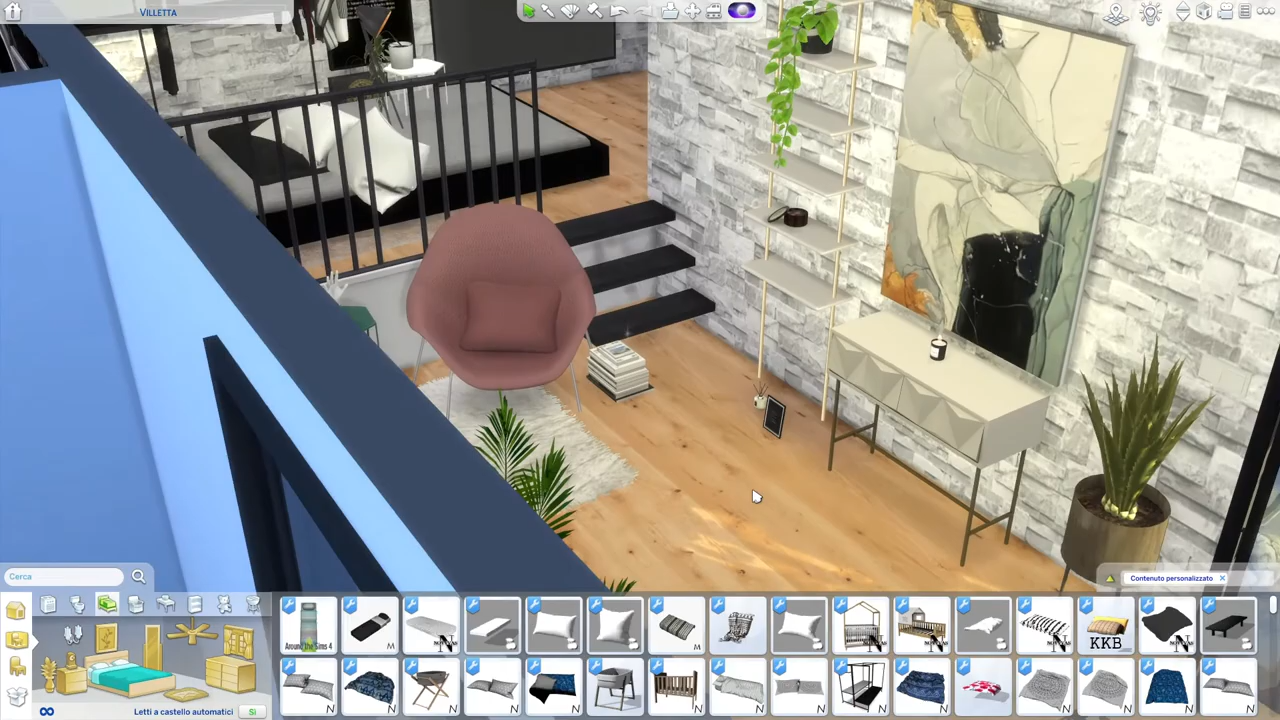 VILLETTA
Cerca
Contenuto personalizzato
Around the Sims 4
M
M
KKB
N
N
N
N
N
N
N
N
N
N
N
N
Letti a castello automatici
Sì